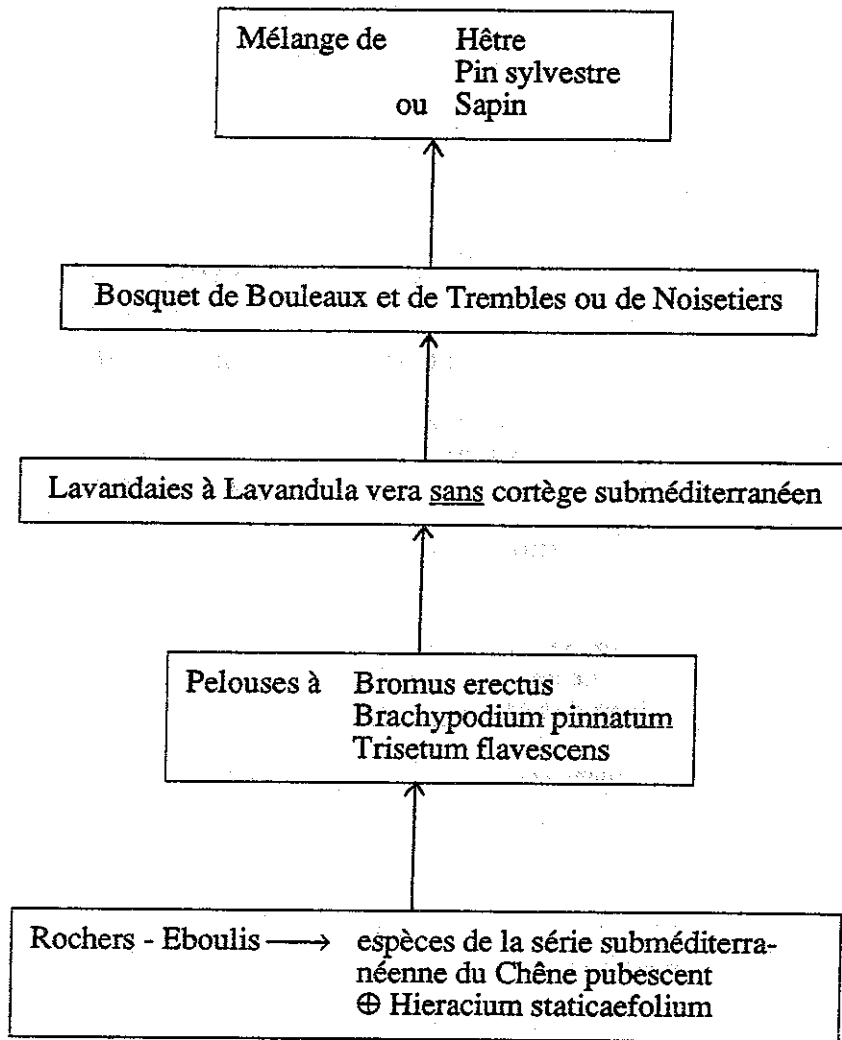 Mélange de Hêtre
Pin sylvestre
ou Sapin
Bosquet de Bouleaux et de Trembles ou de Noisetiers
Lavandaies à Lavandula vera sans cortège subméditerranéen
Pelouses à Bromus erectus
Brachypodium pinnatum
Trisetum flavescens
Rochers - Eboulis → espèces de la série subméditerra-
néenne du Chêne pubescent
⊕ Hieracium staticaefolium